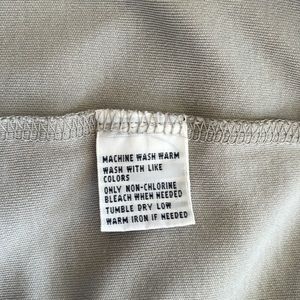 MACHINE WASH WARM
WASH WITH LIKE
COLORS
ONLY NON-CHLORINE
BLEACH WHEN NEEDED
TUMBLE DRY LOW
WARM IRON IF NEEDED